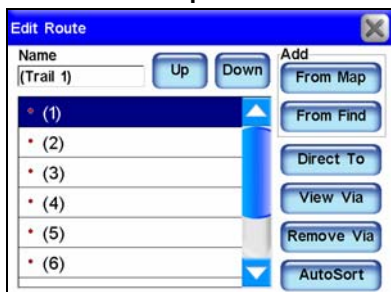 Edit Route
Name
(Trail 1)
Up
Down
Add
From Map
From Find
Direct To
View Via
Remove Via
AutoSort
(1)
(2)
(3)
(4)
(5)
(6)